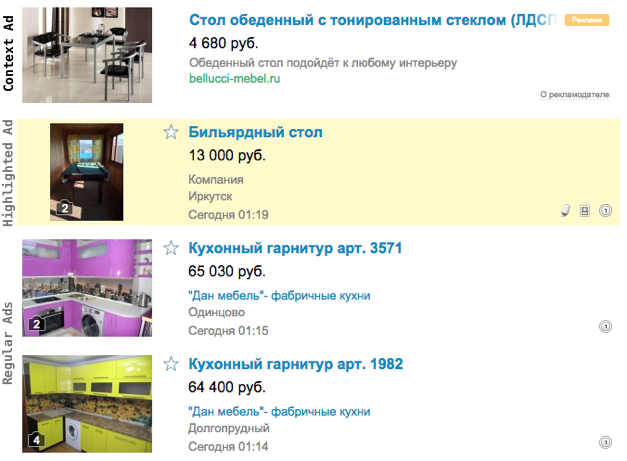 Context Ad
Стол обеденный с тонированным стеклом (ЛДСП
Реклама
4 680 руб.
Обеденный стол подойдёт к любому интерьеру
bellucci-mebel.ru
О рекламодателе
Highlighted Ad
Бильярдный стол
13 000 руб.
Компания
Иркутск
2
Сегодня 01:19
1
Regular Ads
Кухонный гарнитур арт. 3571
65 030 руб.
"Дан мебель"- фабричные кухни
Одинцово
2
Сегодня 01:15
1
Кухонный гарнитур арт. 1982
64 400 руб.
"Дан мебель"- фабричные кухни
Долгопрудный
4
Сегодня 01:14
1